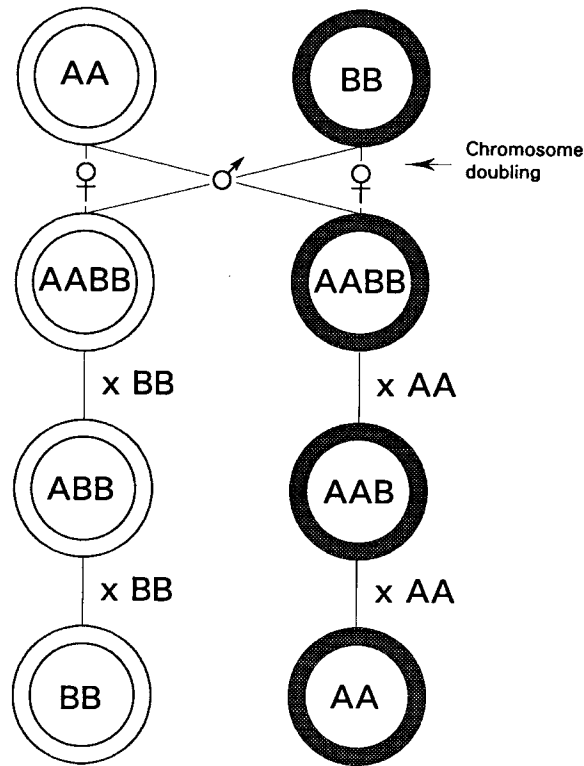 AA
BB
♀
♂
♀
Chromosome
doubling
AABB
AABB
x BB
x AA
ABB
AAB
x BB
x AA
BB
AA